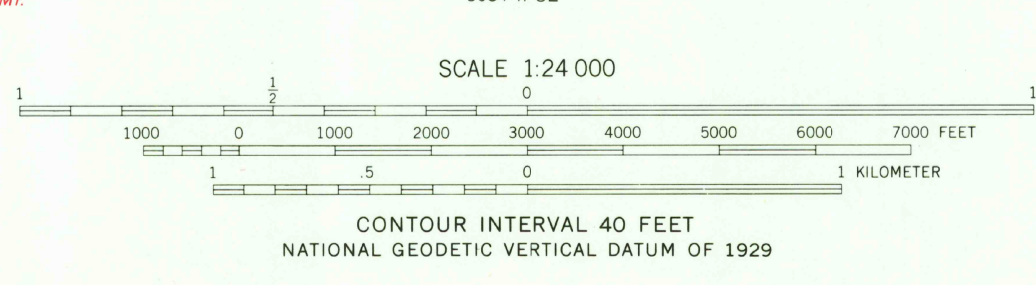 MT.
SCALE 1:24 000
1 1/2 0 1
1000 0 1000 2000 3000 4000 5000 6000 7000 FEET
1 .5 0 1 KILOMETER
CONTOUR INTERVAL 40 FEET
NATIONAL GEODETIC VERTICAL DATUM OF 1929